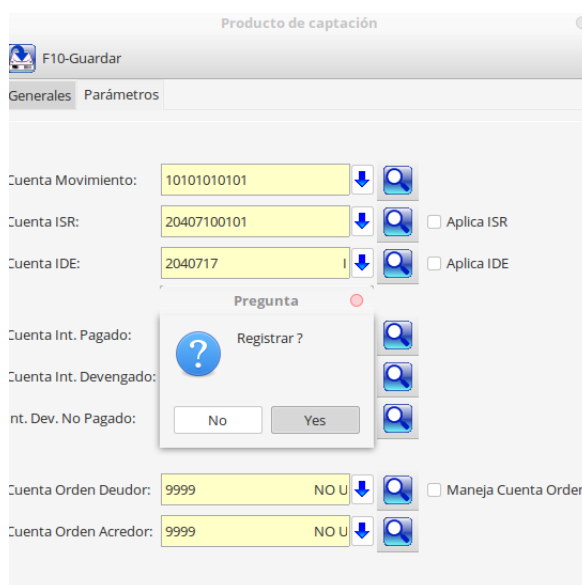 Producto de captación
F10-Guardar
Generales Parámetros
Cuenta Movimiento: 10101010101
Cuenta ISR: 20407100101 Aplica ISR
Cuenta IDE: 2040717 I Aplica IDE
Pregunta
Cuenta Int. Pagado:
Registrar ?
Cuenta Int. Devengado:
nt. Dev. No Pagado:
No Yes
Cuenta Orden Deudor: 9999 NO U Maneja Cuenta Orden
Cuenta Orden Acredor: 9999 NO U